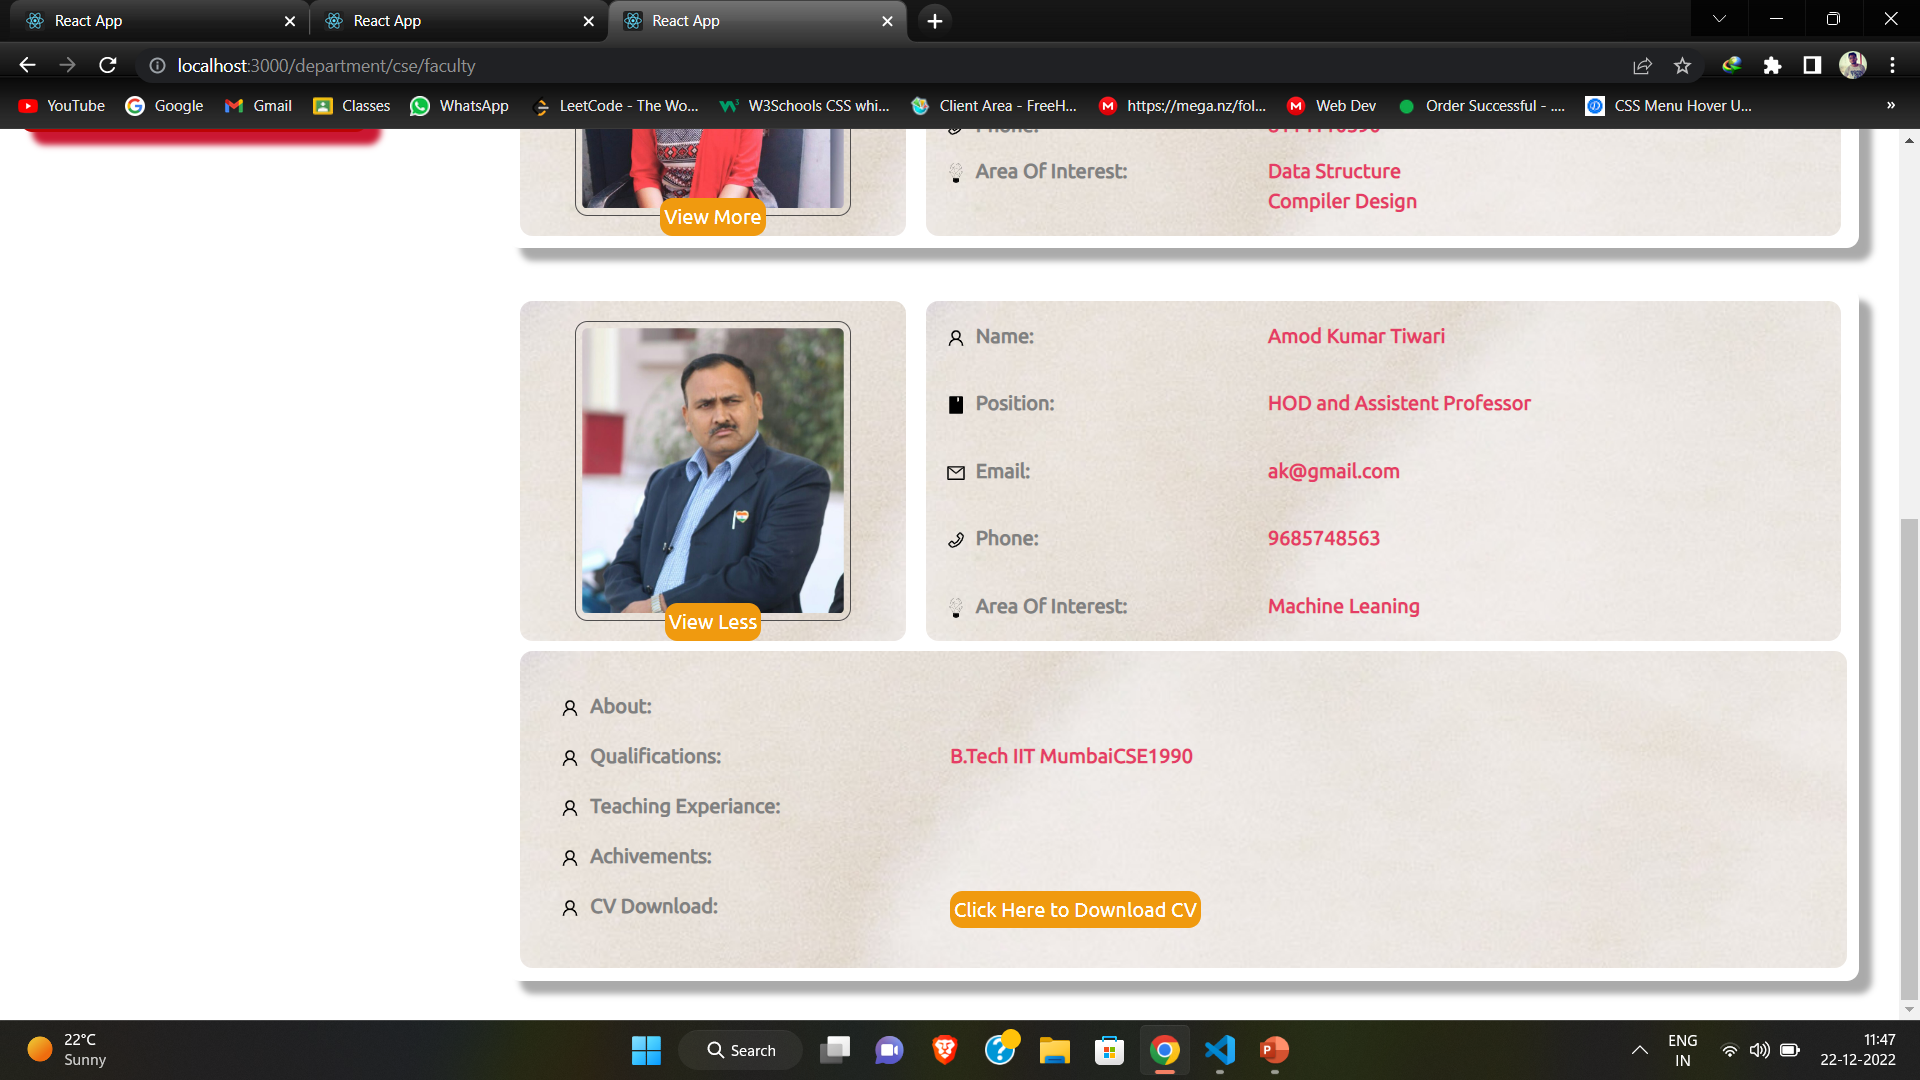 React App
React App
React App
localhost:3000/department/cse/faculty
YouTube
Google
Gmail
Classes
WhatsApp
LeetCode - The Wo...
W3Schools CSS whi...
Client Area - FreeH...
https://mega.nz/fol...
Web Dev
Order Successful - ....
CSS Menu Hover U...
»
Phone:
Area Of Interest: Data Structure
Compiler Design
View More
Name: Amod Kumar Tiwari
Position: HOD and Assistent Professor
Email: ak@gmail.com
Phone: 9685748563
Area Of Interest: Machine Leaning
View Less
About:
Qualifications: B.Tech IIT MumbaiCSE1990
Teaching Experiance:
Achivements:
CV Download: Click Here to Download CV
22°C
Sunny
Search
ENG
IN
11:47
22-12-2022